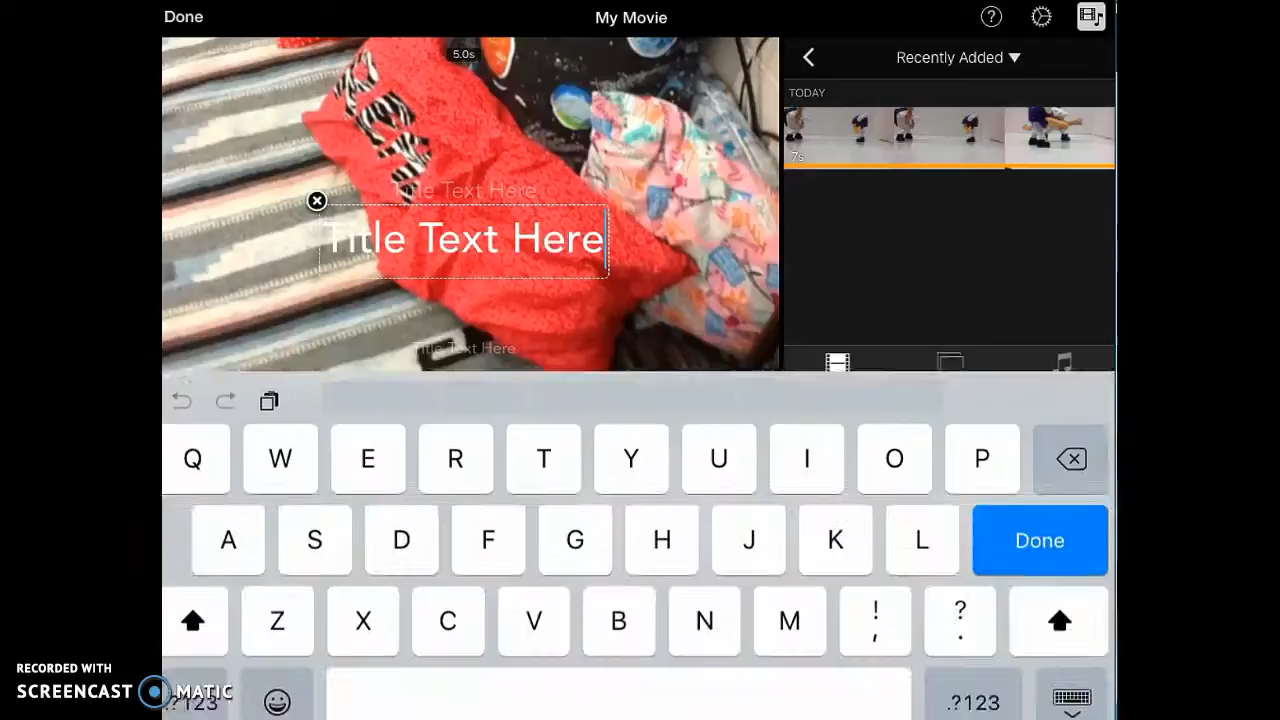 Done
My Movie
?
5.0s
Recently Added ▼
TODAY
7s
Title Text Here
Title Text Here
Title Text Here
Q W E R T Y U I O P
A S D F G H J K L Done
Z X C V B N M ! , ? .
.?123 .?123
RECORDED WITH
SCREENCAST MATIC